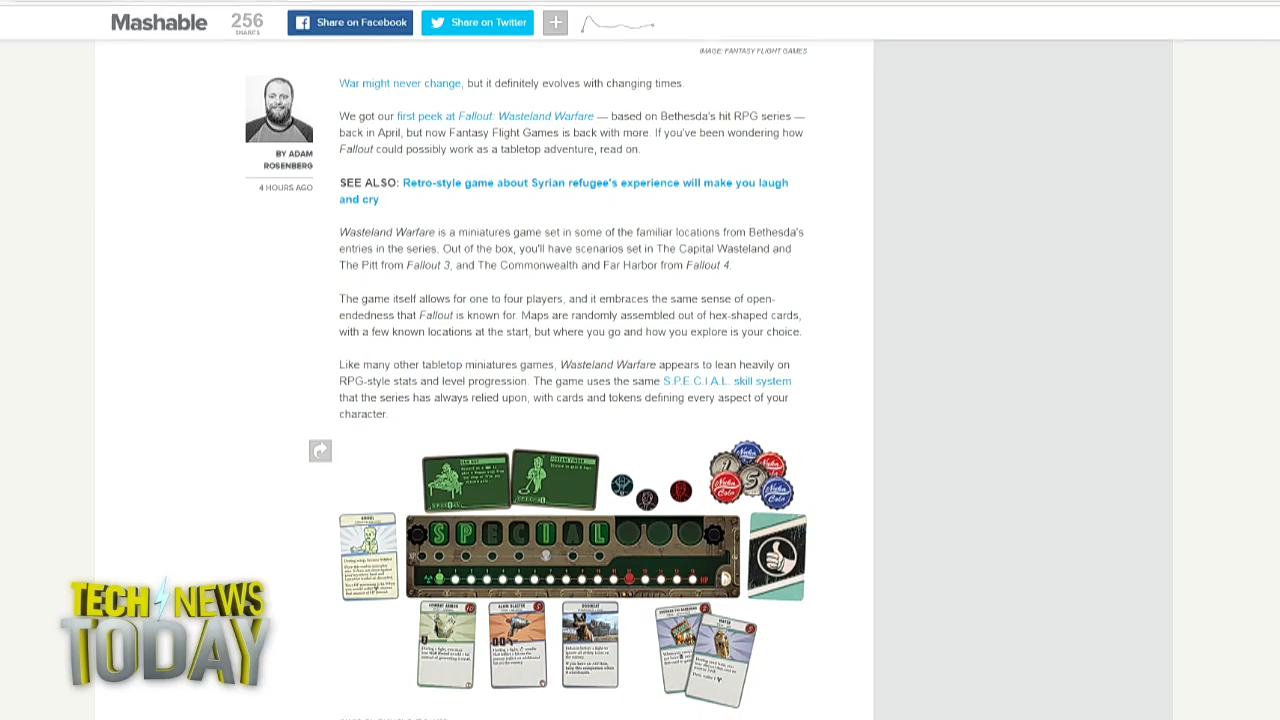 Mashable
256
SHARES
Share on Facebook
Share on Twitter
IMAGE: FANTASY FLIGHT GAMES
War might never change, but it definitely evolves with changing times.
We got our first peek at Fallout: Wasteland Warfare — based on Bethesda's hit RPG series —
back in April, but now Fantasy Flight Games is back with more. If you've been wondering how
Fallout could possibly work as a tabletop adventure, read on.
BY ADAM
ROSENBERG
4 HOURS AGO
SEE ALSO: Retro-style game about Syrian refugee's experience will make you laugh
and cry
Wasteland Warfare is a miniatures game set in some of the familiar locations from Bethesda's
entries in the series. Out of the box, you'll have scenarios set in The Capital Wasteland and
The Pitt from Fallout 3, and The Commonwealth and Far Harbor from Fallout 4.
The game itself allows for one to four players, and it embraces the same sense of open-
endedness that Fallout is known for. Maps are randomly assembled out of hex-shaped cards,
with a few known locations at the start, but where you go and how you explore is your choice.
Like many other tabletop miniatures games, Wasteland Warfare appears to lean heavily on
RPG-style stats and level progression. The game uses the same S.P.E.C.I.A.L. skill system
that the series has always relied upon, with cards and tokens defining every aspect of your
character.
Nuka Cola
Nuka Cola
SPECIAL
XP
HP
TECH NEWS
TODAY